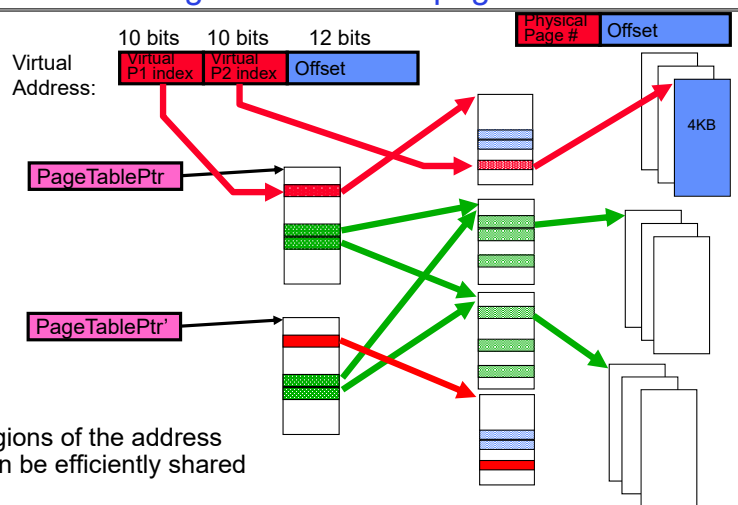 10 bits 10 bits 12 bits
Physical
Page #
Offset
Virtual
Address:
Virtual
P1 index
Virtual
P2 index
Offset
4KB
PageTablePtr
PageTablePtr’
of the address
be efficiently shared